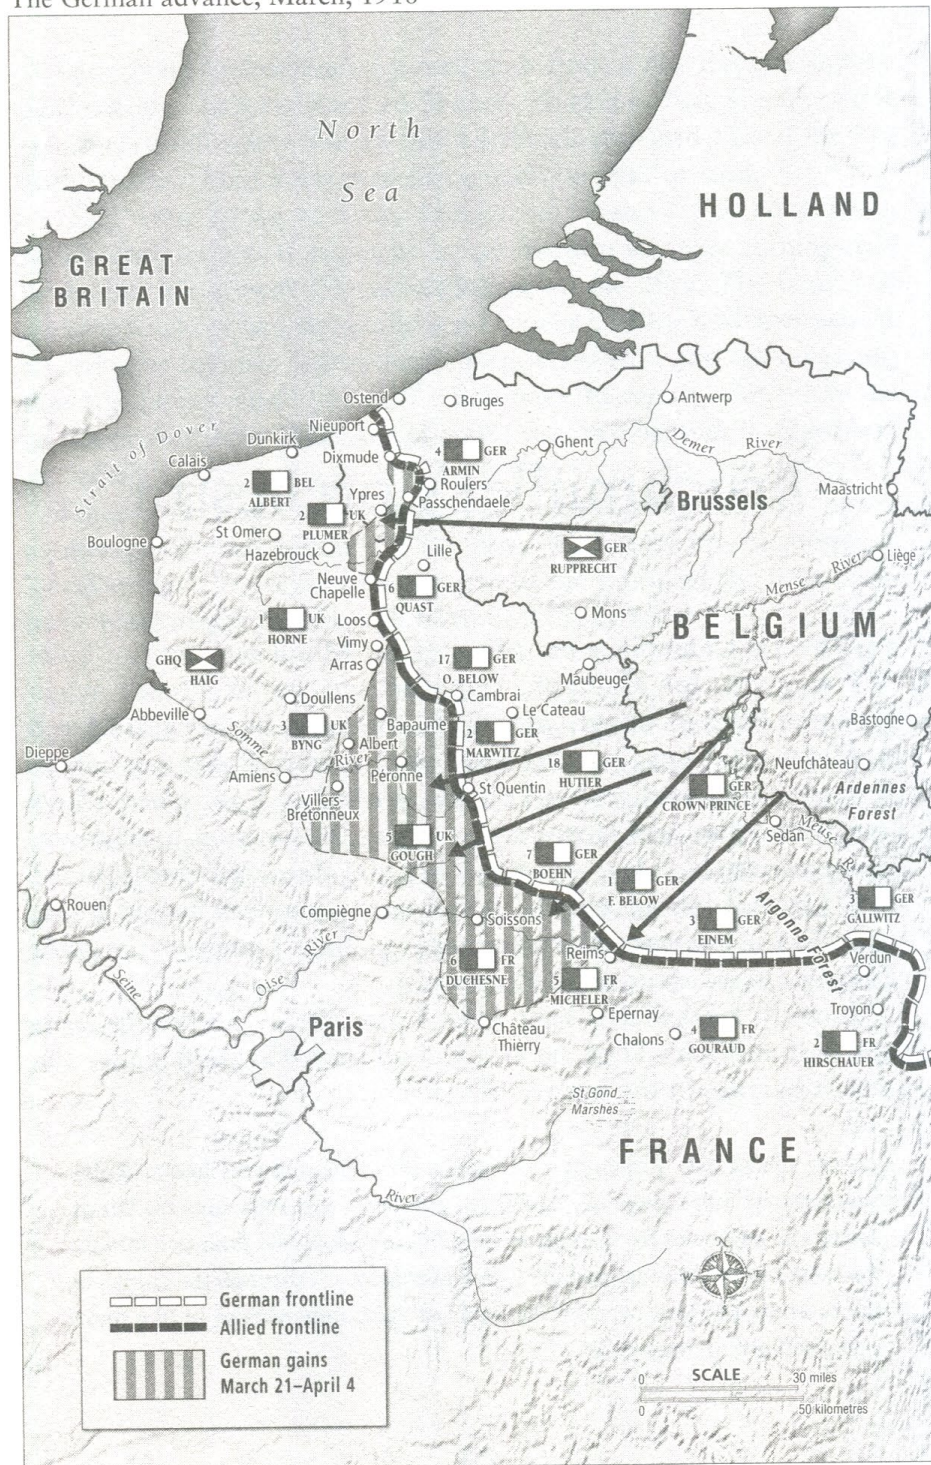 The German advance, March, 1918
North
Sea
HOLLAND
GREAT
BRITAIN
Strait of Dover
Ostend
Bruges
Antwerp
Nieuport
Dunkirk
Dixmude
Calais
4 GER
ARMIN
Ghent
Demer River
2 BEL
ALBERT
Roulers
Ypres
Passchendaele
Brussels
Maastricht
2 UK
PLUMER
Boulogne
St Omer
Hazebrouck
Lille
GER
RUPPRECHT
Liège
Neuve
Chapelle
6 GER
QUAST
Mense River
Mons
1 UK
HORNE
Loos
BELGIUM
Vimy
GHQ
HAIG
Arras
17 GER
O. BELOW
Maubeuge
Doullens
Cambrai
Abbeville
Le Cateau
Bastogne
3 UK
BYNG
Bapaume
2 GER
MARWITZ
Somme
River
Albert
Dieppe
Péronne
18 GER
HUTIER
Neufchâteau
Amiens
St Quentin
GER
CROWN PRINCE
Ardennes
Forest
Villers-
Bretonneux
Sedan
Meuse R.
5 UK
GOUGH
7 GER
BOEHN
1 GER
F. BELOW
Rouen
Compiègne
Soissons
3 GER
EINEM
Argonne Forest
3 GER
GALLWITZ
Oise River
Reims
Verdun
6 FR
DUCHESNE
5 FR
MICHELER
Seine
Epernay
Troyon
Paris
Château
Thierry
Chalons
4 FR
GOURAUD
2 FR
HIRSCHAUER
St Gond
Marshes
FRANCE
River
N
W E
S
German frontline
Allied frontline
German gains
March 21–April 4
SCALE
0 30 miles
0 50 kilometres